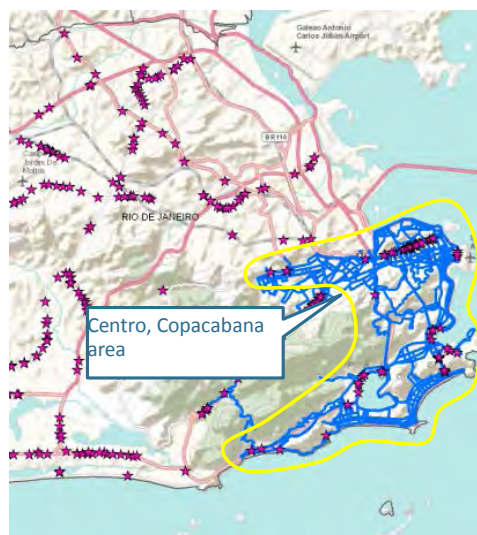 Galeao Antonio
Carlos Jobim Airport
BR116
RIO DE JANEIRO
Centro, Copacabana
area